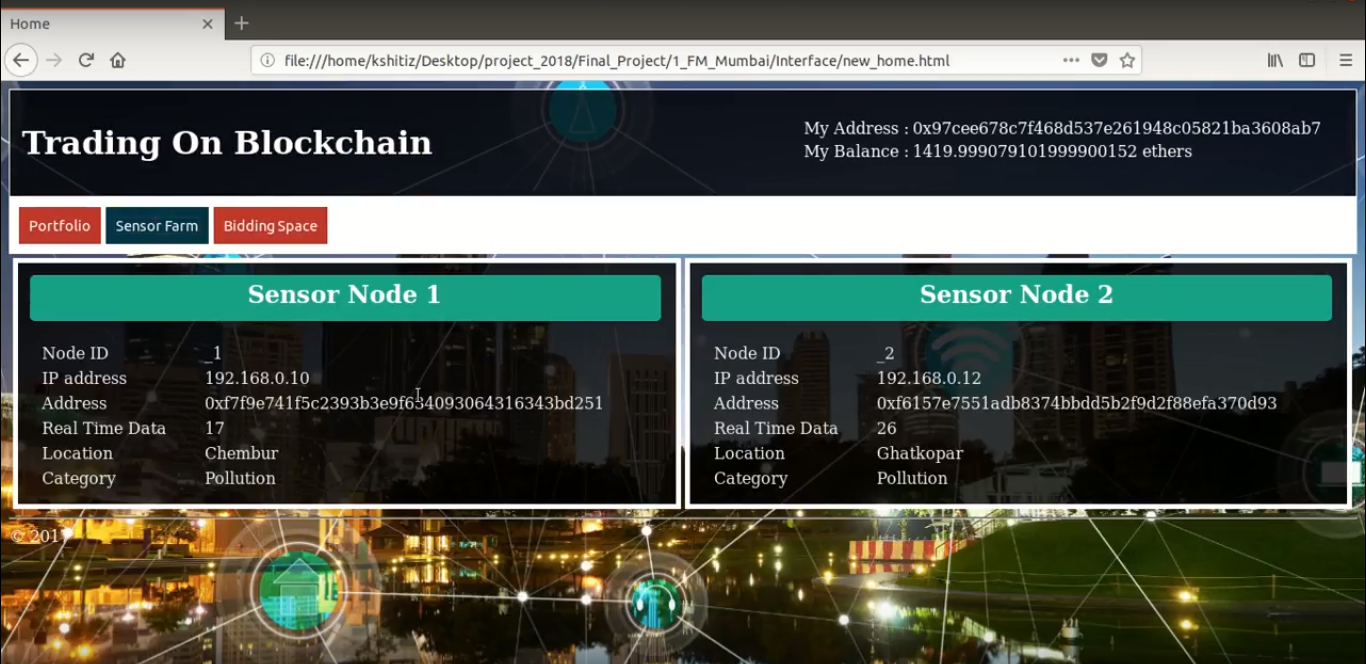 Home
file:///home/kshitiz/Desktop/project_2018/Final_Project/1_FM_Mumbai/Interface/new_home.html
Trading On Blockchain
My Address : 0x97cee678c7f468d537e261948c05821ba3608ab7
My Balance : 1419.999079101999900152 ethers
Portfolio
Sensor Farm
Bidding Space
Sensor Node 1
Node ID _1
IP address 192.168.0.10
Address 0xf7f9e741f5c2393b3e9f634093064316343bd251
Real Time Data 17
Location Chembur
Category Pollution
Sensor Node 2
Node ID _2
IP address 192.168.0.12
Address 0xf6157e7551adb8374bbdd5b2f9d2f88efa370d93
Real Time Data 26
Location Ghatkopar
Category Pollution
©